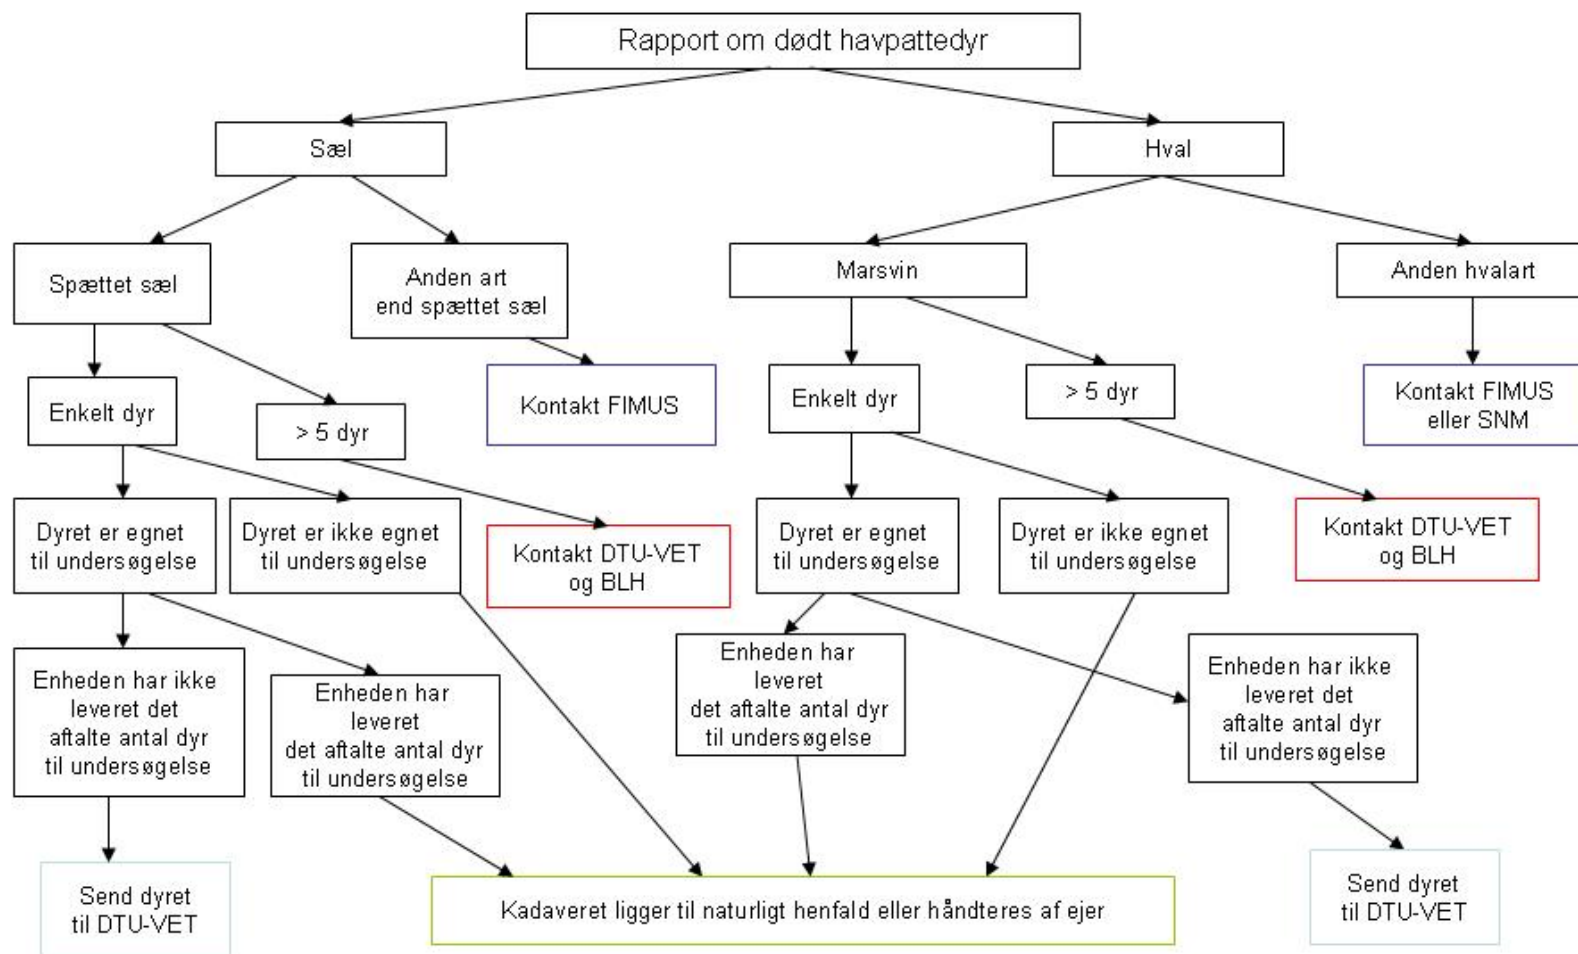 Rapport om dødt havpattedyr
Sæl
Hval
Spættet sæl
Anden art
end spættet sæl
Marsvin
Anden hvalart
Enkelt dyr
> 5 dyr
Kontakt FIMUS
Enkelt dyr
> 5 dyr
Kontakt FIMUS
eller SNM
Dyret er egnet
til undersøgelse
Dyret er ikke egnet
til undersøgelse
Kontakt DTU-VET
og BLH
Dyret er egnet
til undersøgelse
Dyret er ikke egnet
til undersøgelse
Kontakt DTU-VET
og BLH
Enheden har ikke
leveret det
aftalte antal dyr
til undersøgelse
Enheden har
leveret
det aftalte antal dyr
til undersøgelse
Enheden har
leveret
det aftalte antal dyr
til undersøgelse
Enheden har ikke
leveret det
aftalte antal dyr
til undersøgelse
Send dyret
til DTU-VET
Kadaveret ligger til naturligt henfald eller håndteres af ejer
Send dyret
til DTU-VET